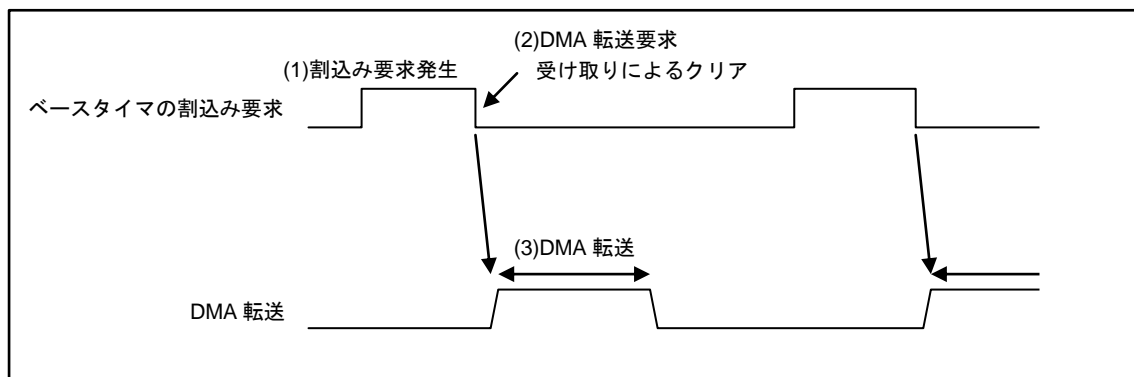 (2)DMA 転送要求
受け取りによるクリア
(1)割込み要求発生
ベースタイマの割込み要求
(3)DMA 転送
DMA 転送